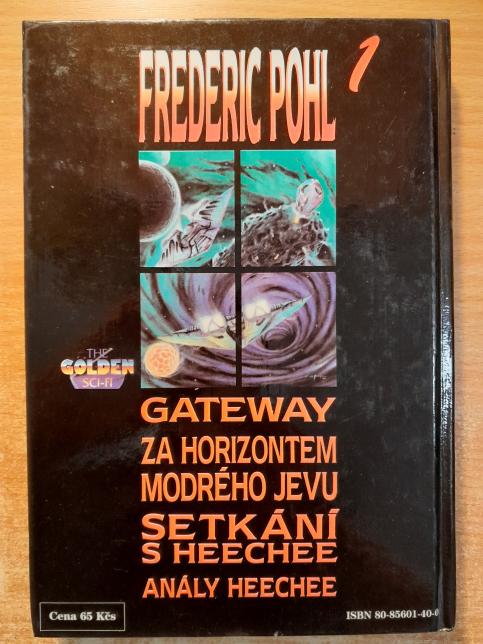 FREDERIC POHL 1
THE
GOLDEN
SCI-FI
GATEWAY
ZA HORIZONTEM
MODRÉHO JEVU
SETKÁNÍ
S HEECHEE
ANÁLY HEECHEE
Cena 65 Kčs
ISBN 80-85601-40-0